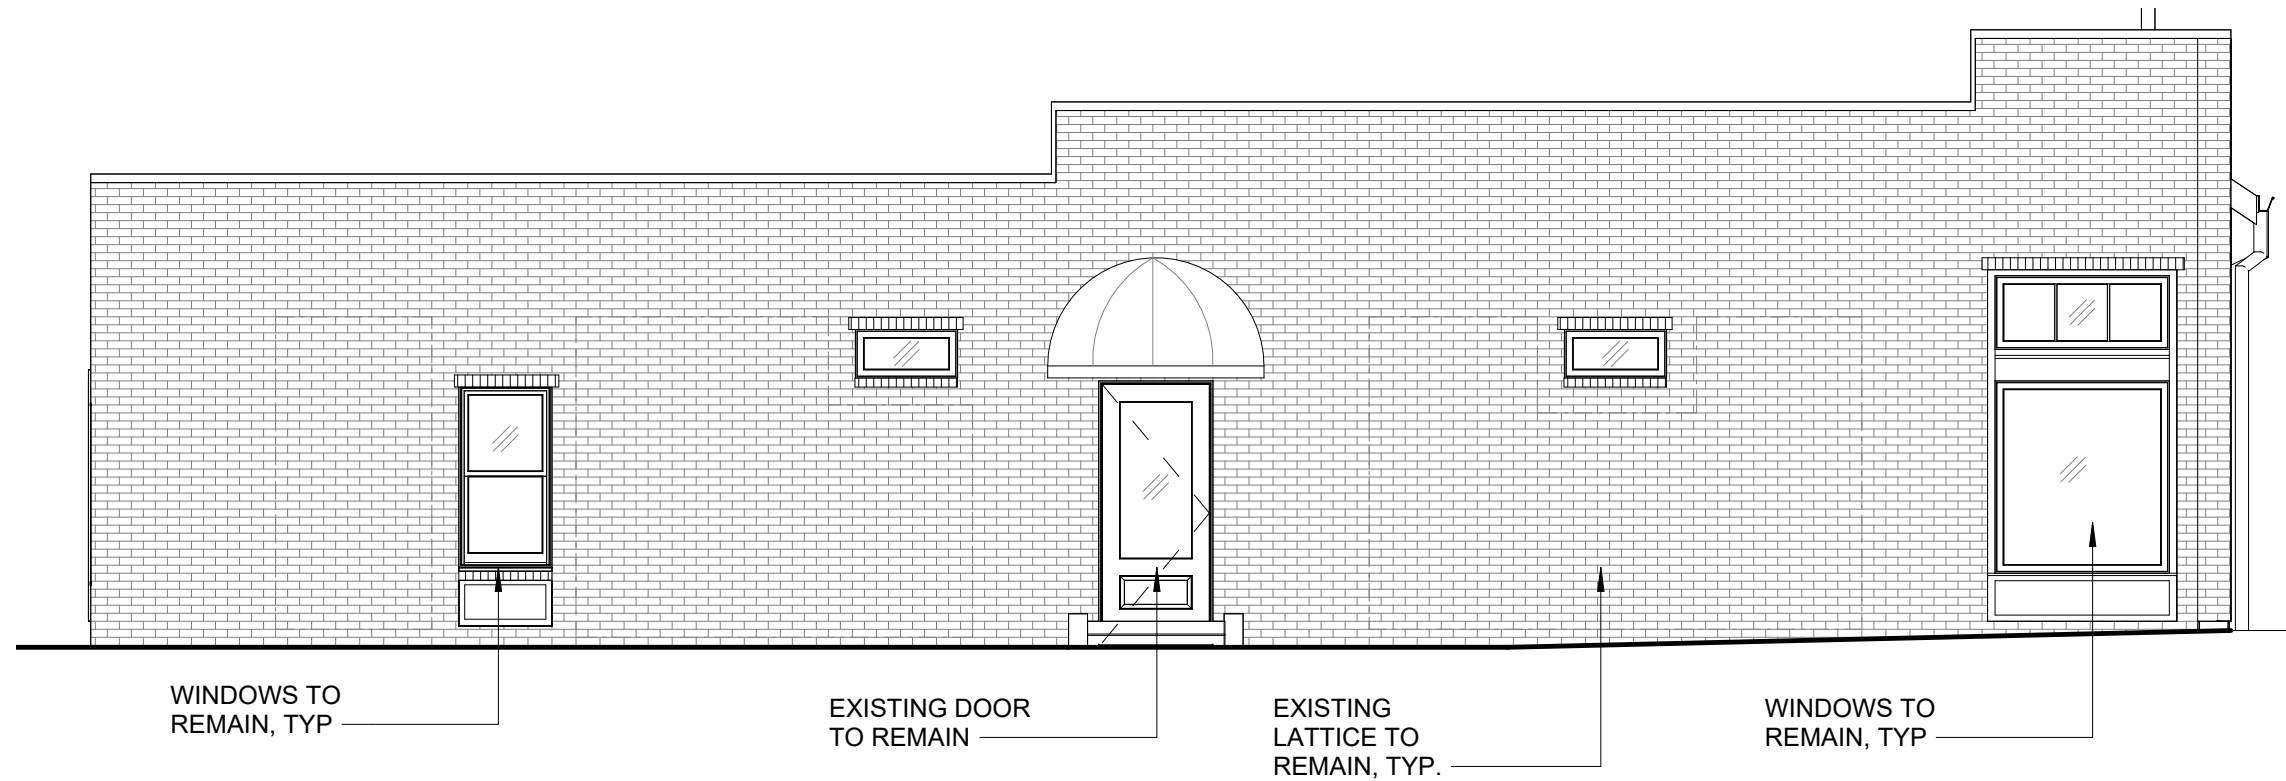 WINDOWS TO
REMAIN, TYP
EXISTING DOOR
TO REMAIN
EXISTING
LATTICE TO
REMAIN, TYP.
WINDOWS TO
REMAIN, TYP